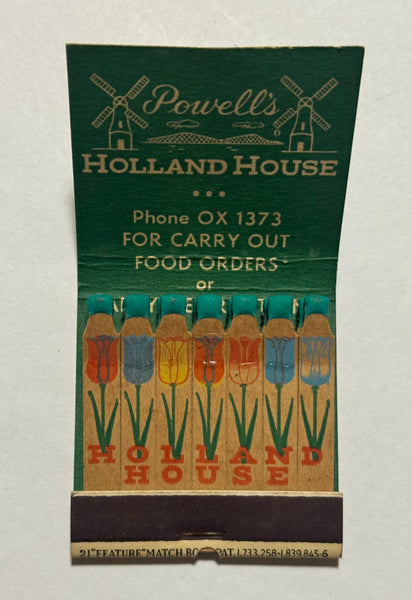 Powell's
HOLLAND HOUSE
Phone OX 1373
FOR CARRY OUT
FOOD ORDERS
or
HOLLAND
HOUSE
21 "FEATURE" MATCH BOOK PAT. 1,733,258-1,839,845-6